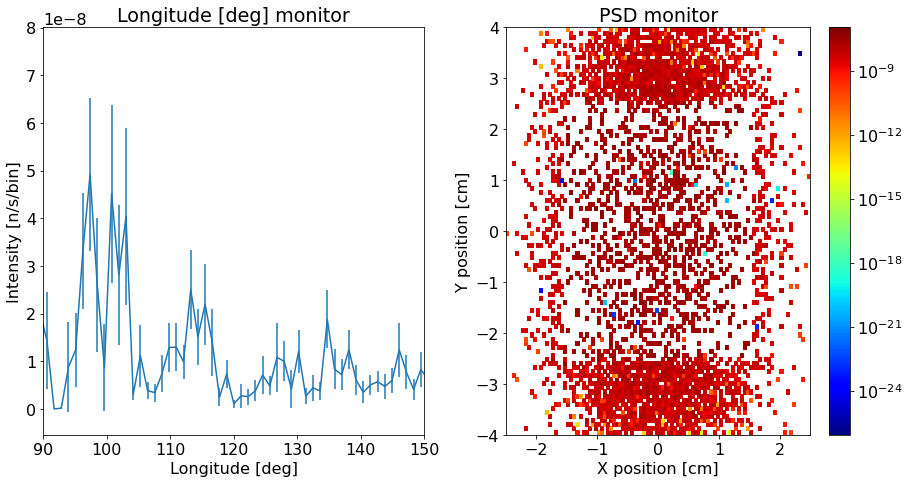 Longitude [deg] monitor
1e−8
8
7
6
5
4
3
2
1
0
Intensity [n/s/bin]
90 100 110 120 130 140 150
Longitude [deg]
PSD monitor
4
3
2
1
0
−1
−2
−3
−4
Y position [cm]
−2 −1 0 1 2
X position [cm]
10⁻⁹
10⁻¹²
10⁻¹⁵
10⁻¹⁸
10⁻²¹
10⁻²⁴